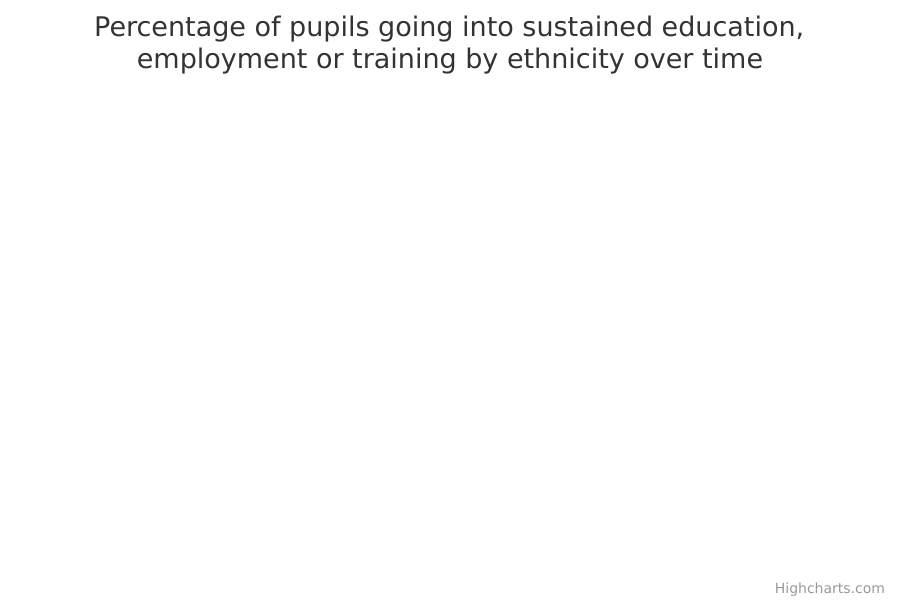 Percentage of pupils going into sustained education,
employment or training by ethnicity over time
Highcharts.com